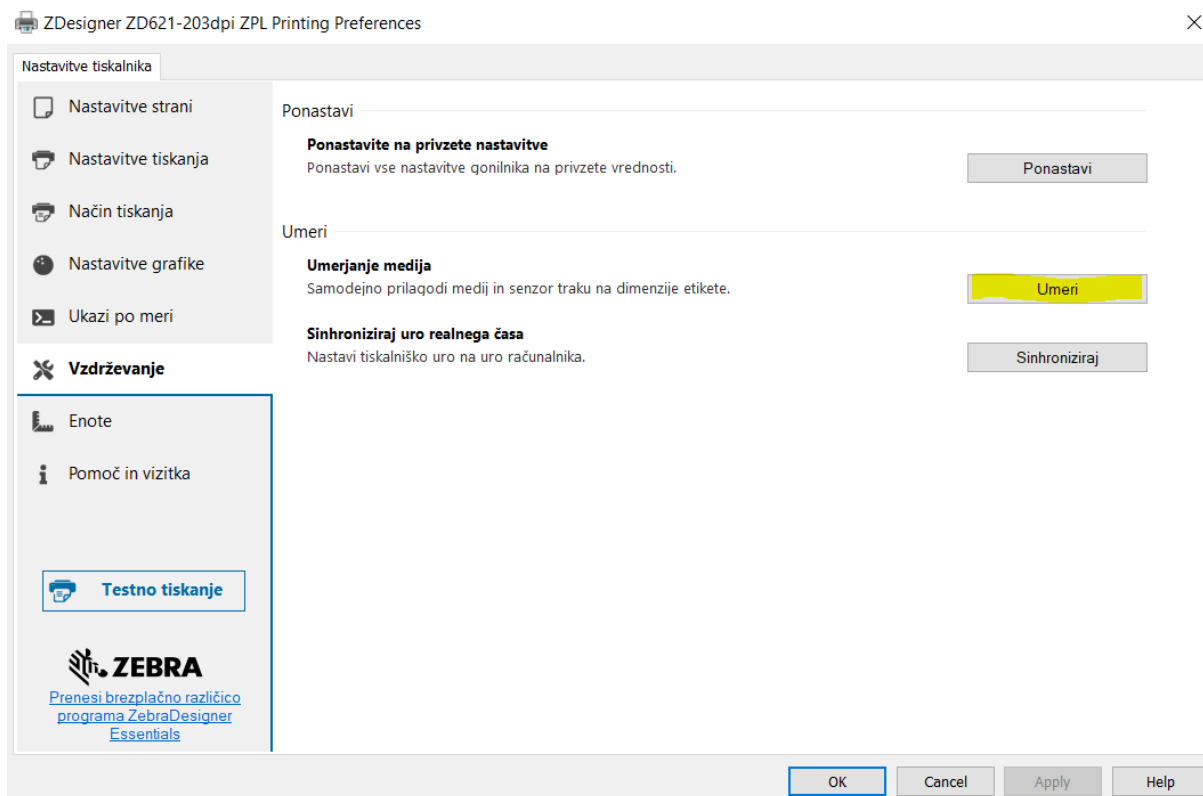 ZDesigner ZD621-203dpi ZPL Printing Preferences
Nastavitve tiskalnika
Nastavitve strani
Nastavitve tiskanja
Način tiskanja
Nastavitve grafike
Ukazi po meri
Vzdrževanje
Enote
Pomoč in vizitka
Testno tiskanje
ZEBRA
Prenesi brezplačno različico
programa ZebraDesigner
Essentials
Ponastavi
Ponastavite na privzete nastavitve
Ponastavi vse nastavitve gonilnika na privzete vrednosti.
Ponastavi
Umeri
Umerjanje medija
Samodejno prilagodi medij in senzor traku na dimenzije etikete.
Umeri
Sinhroniziraj uro realnega časa
Nastavi tiskalniško uro na uro računalnika.
Sinhroniziraj
OK
Cancel
Apply
Help